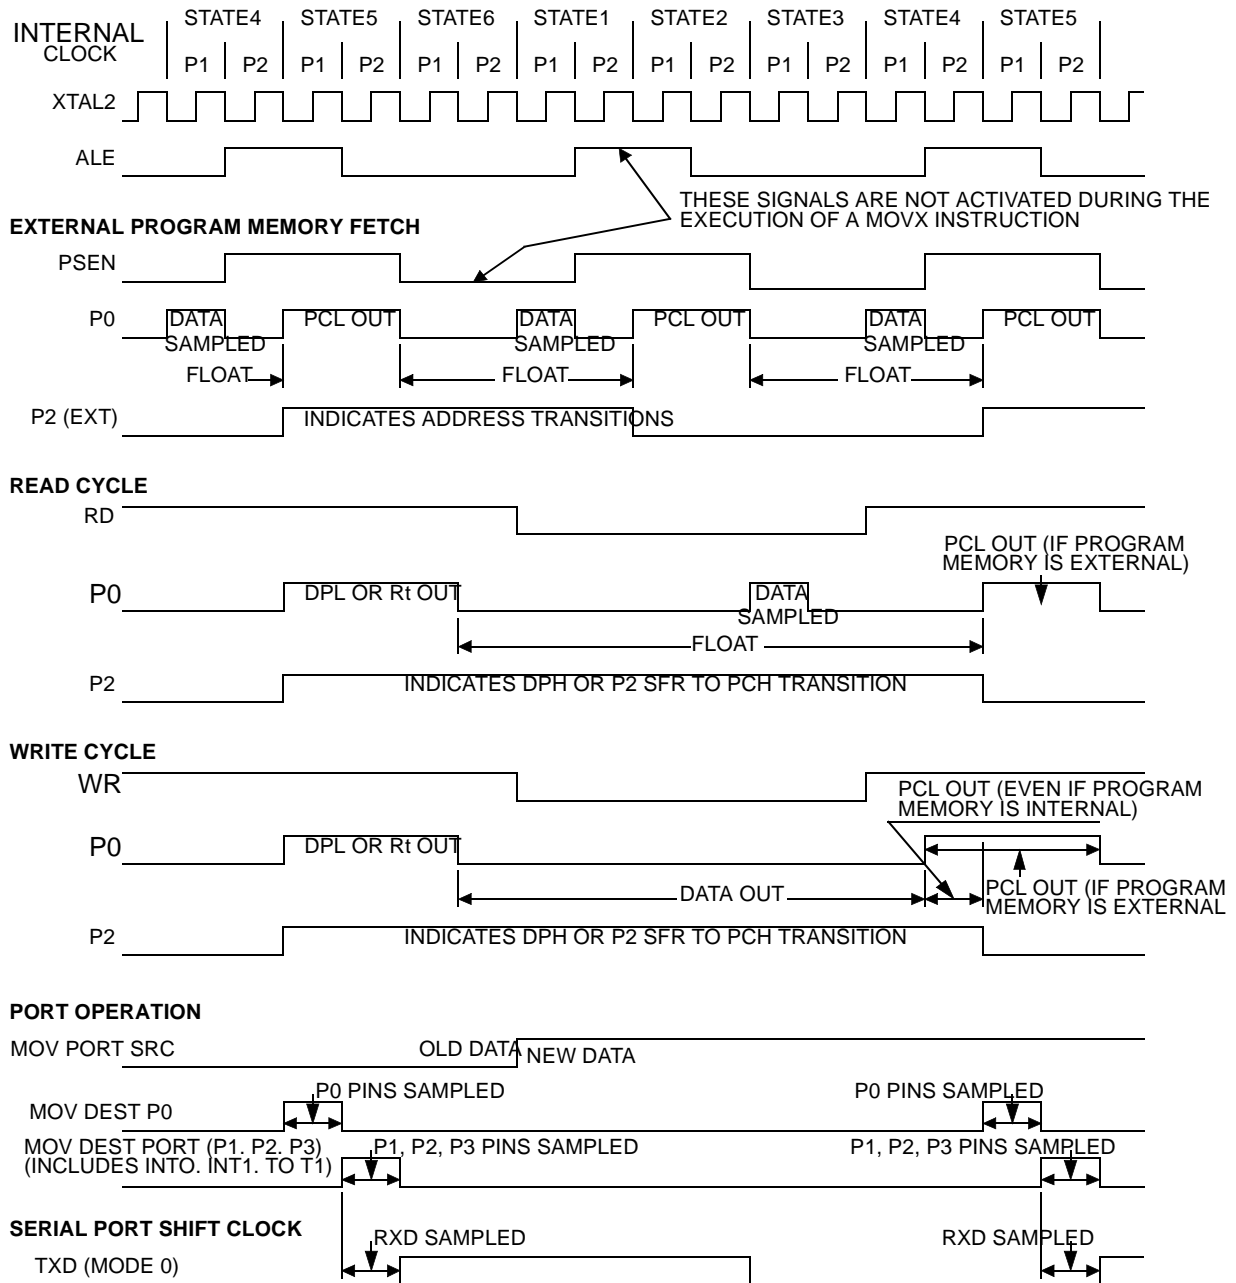 INTERNAL
CLOCK
STATE4 STATE5 STATE6 STATE1 STATE2 STATE3 STATE4 STATE5
P1 P2 P1 P2 P1 P2 P1 P2 P1 P2 P1 P2 P1 P2 P1 P2
XTAL2
ALE
THESE SIGNALS ARE NOT ACTIVATED DURING THE
EXECUTION OF A MOVX INSTRUCTION
EXTERNAL PROGRAM MEMORY FETCH
PSEN
P0 DATA PCL OUT DATA PCL OUT DATA PCL OUT
SAMPLED SAMPLED SAMPLED
FLOAT FLOAT FLOAT
P2 (EXT) INDICATES ADDRESS TRANSITIONS
READ CYCLE
RD
PCL OUT (IF PROGRAM
MEMORY IS EXTERNAL)
P0 DPL OR Rt OUT DATA
SAMPLED
FLOAT
P2 INDICATES DPH OR P2 SFR TO PCH TRANSITION
WRITE CYCLE
WR
PCL OUT (EVEN IF PROGRAM
MEMORY IS INTERNAL)
P0 DPL OR Rt OUT
DATA OUT
PCL OUT (IF PROGRAM
MEMORY IS EXTERNAL
P2 INDICATES DPH OR P2 SFR TO PCH TRANSITION
PORT OPERATION
MOV PORT SRC OLD DATA NEW DATA
P0 PINS SAMPLED P0 PINS SAMPLED
MOV DEST P0
MOV DEST PORT (P1. P2. P3) P1, P2, P3 PINS SAMPLED P1, P2, P3 PINS SAMPLED
(INCLUDES INTO. INT1. TO T1)
SERIAL PORT SHIFT CLOCK
RXD SAMPLED RXD SAMPLED
TXD (MODE 0)